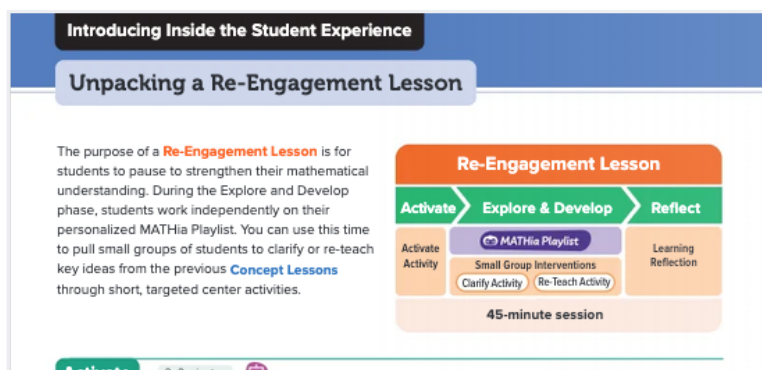 Introducing Inside the Student Experience
Unpacking a Re-Engagement Lesson
The purpose of a Re-Engagement Lesson is for
students to pause to strengthen their mathematical
understanding. During the Explore and Develop
phase, students work independently on their
personalized MATHia Playlist. You can use this time
to pull small groups of students to clarify or re-teach
key ideas from the previous Concept Lessons
through short, targeted center activities.
Re-Engagement Lesson
Activate
Explore & Develop
Reflect
Activate
Activity
MATHia Playlist
Small Group Interventions
Clarify Activity
Re-Teach Activity
Learning
Reflection
45-minute session
Activate